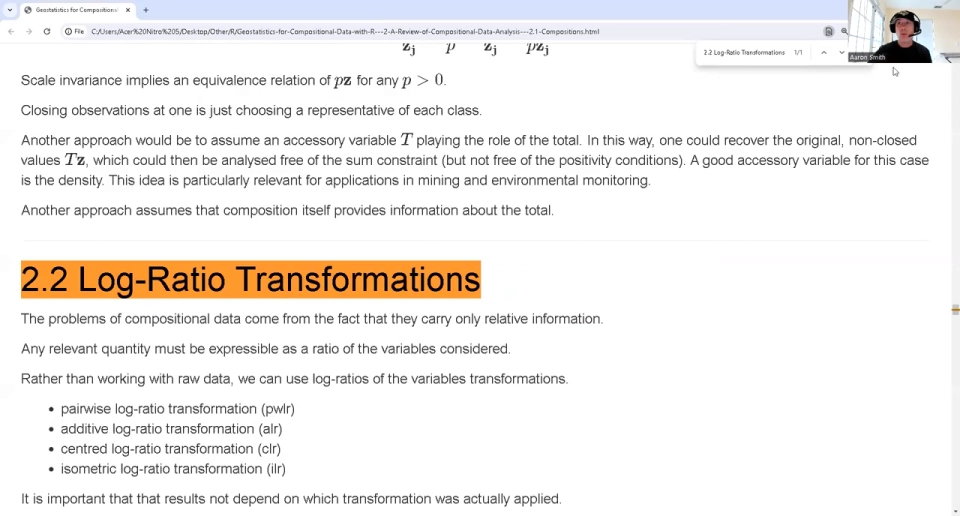 Geostatistics for Compositions
File C:/Users/Acer%20Nitro%205/Desktop/Other/R/Geostatistics-for-Compositional-Data-with-R---2-A-Review-of-Compositional-Data-Analysis---2.1-Compositions.html
2.2 Log-Ratio Transformations 1/1
Aaron Smith
zj p zj pzj
Scale invariance implies an equivalence relation of pz for any p > 0.
Closing observations at one is just choosing a representative of each class.
Another approach would be to assume an accessory variable T playing the role of the total. In this way, one could recover the original, non-closed
values Tz, which could then be analysed free of the sum constraint (but not free of the positivity conditions). A good accessory variable for this case
is the density. This idea is particularly relevant for applications in mining and environmental monitoring.
Another approach assumes that composition itself provides information about the total.
2.2 Log-Ratio Transformations
The problems of compositional data come from the fact that they carry only relative information.
Any relevant quantity must be expressible as a ratio of the variables considered.
Rather than working with raw data, we can use log-ratios of the variables transformations.
• pairwise log-ratio transformation (pwlr)
• additive log-ratio transformation (alr)
• centred log-ratio transformation (clr)
• isometric log-ratio transformation (ilr)
It is important that that results not depend on which transformation was actually applied.